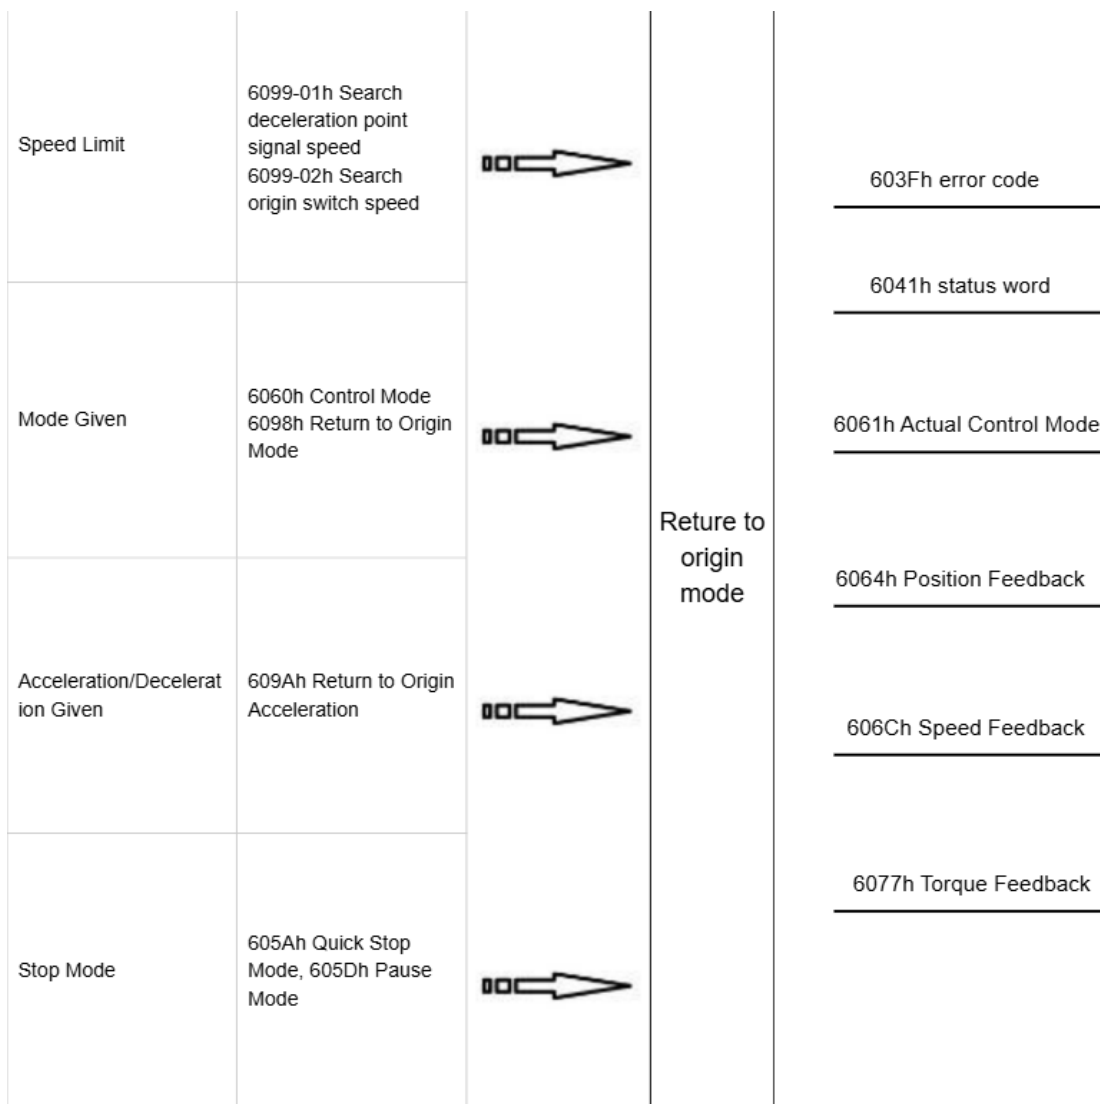 Speed Limit
6099-01h Search
deceleration point
signal speed
6099-02h Search
origin switch speed
Mode Given
6060h Control Mode
6098h Return to Origin
Mode
Acceleration/Decelerat
ion Given
609Ah Return to Origin
Acceleration
Stop Mode
605Ah Quick Stop
Mode, 605Dh Pause
Mode
Reture to
origin
mode
603Fh error code
6041h status word
6061h Actual Control Mode
6064h Position Feedback
606Ch Speed Feedback
6077h Torque Feedback